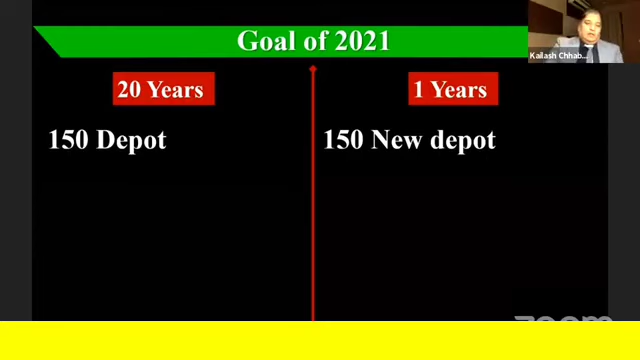 Goal of 2021
Kailash Chhab...
20 Years
1 Years
150 Depot
150 New depot
zoom